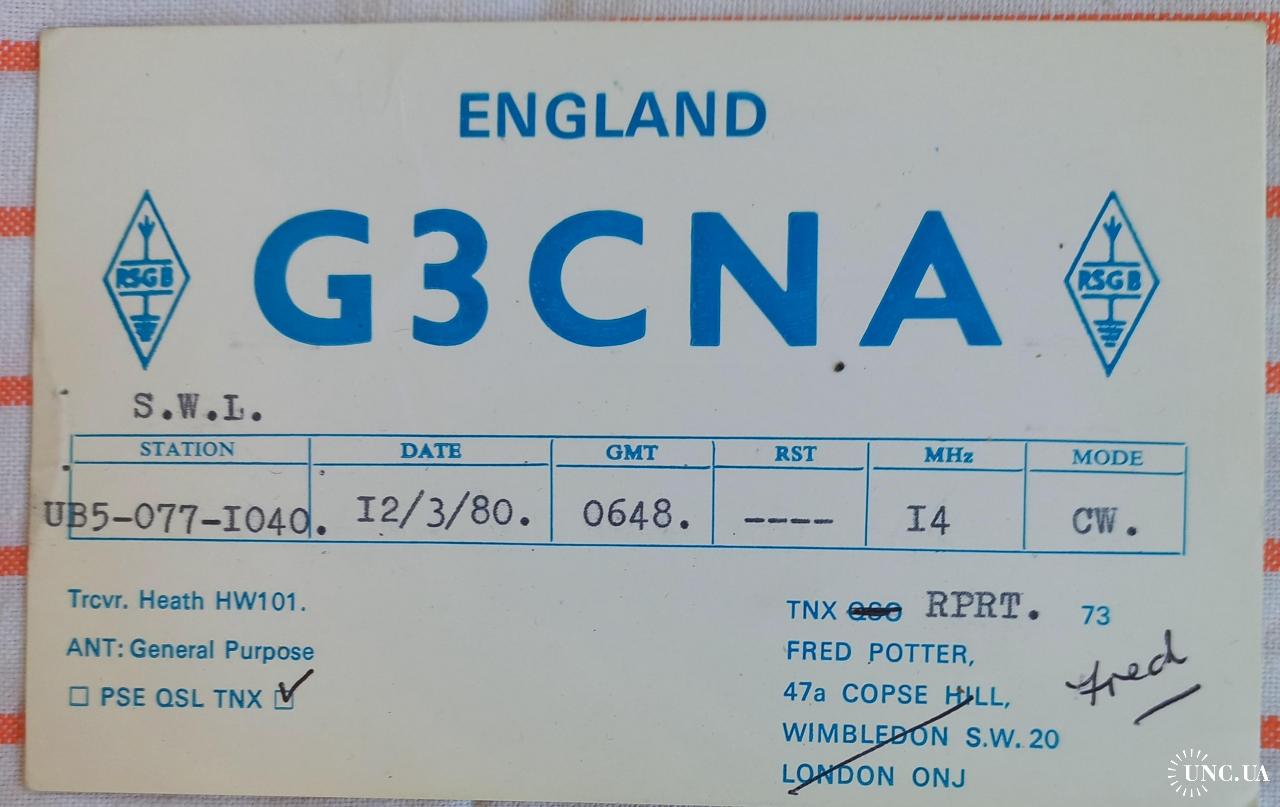 ENGLAND
RSGB G3CNA RSGB
S.W.L.
STATION DATE GMT RST MHz MODE
UB5-077-I040. I2/3/80. 0648. ---- I4 CW.
Trcvr. Heath HW101.
ANT: General Purpose
PSE QSL TNX
TNX QSO RPRT. 73
FRED POTTER,
47a COPSE HILL,
WIMBLEDON S.W. 20
LONDON ONJ
Fred
UNC.UA